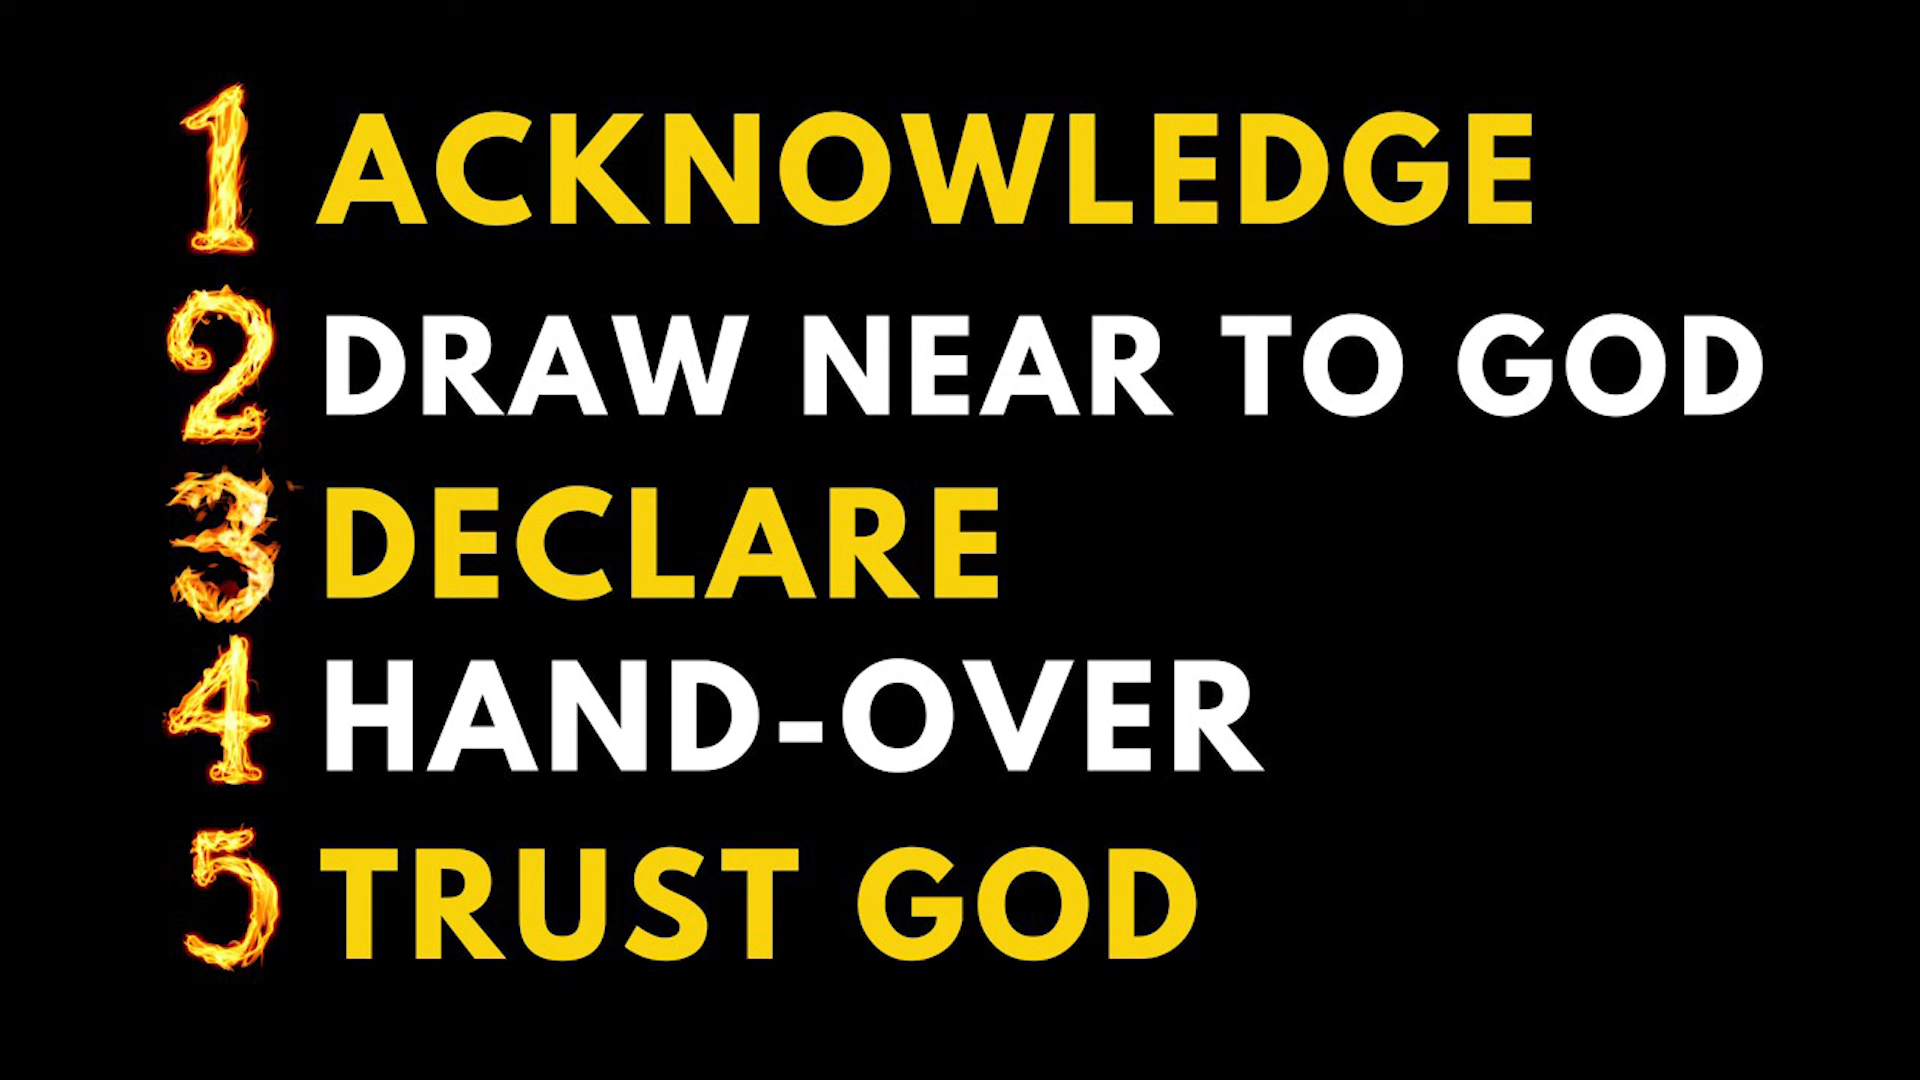 1 ACKNOWLEDGE
2 DRAW NEAR TO GOD
3 DECLARE
4 HAND-OVER
5 TRUST GOD